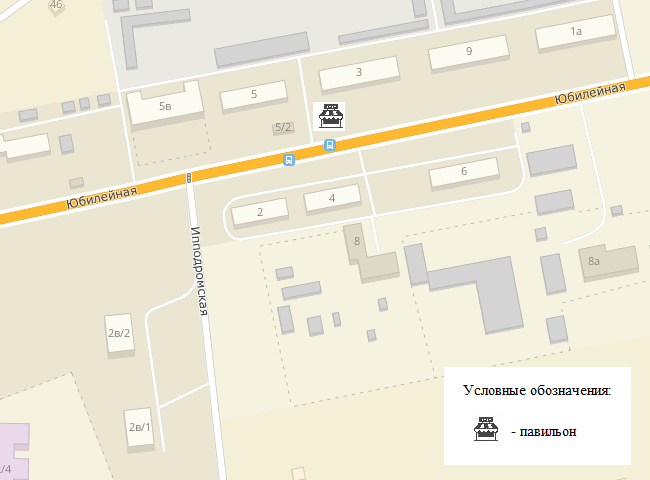 46
1а
9
3
5
5в
5/2
Юбилейная
Юбилейная
6
4
2
8
8а
Ипподромская
2в/2
2в/1
/4
Условные обозначения:
- павильон